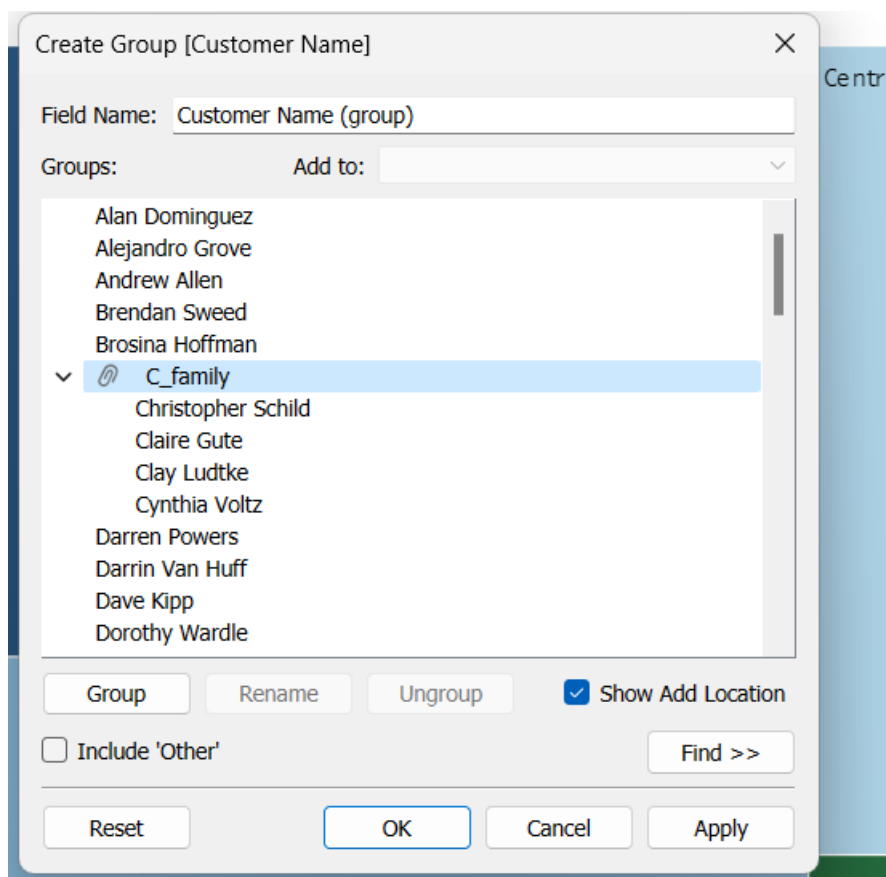 Create Group [Customer Name]
Centr
Field Name: Customer Name (group)
Groups: Add to:
Alan Dominguez
Alejandro Grove
Andrew Allen
Brendan Sweed
Brosina Hoffman
C_family
Christopher Schild
Claire Gute
Clay Ludtke
Cynthia Voltz
Darren Powers
Darrin Van Huff
Dave Kipp
Dorothy Wardle
Group Rename Ungroup Show Add Location
Include 'Other' Find >>
Reset OK Cancel Apply